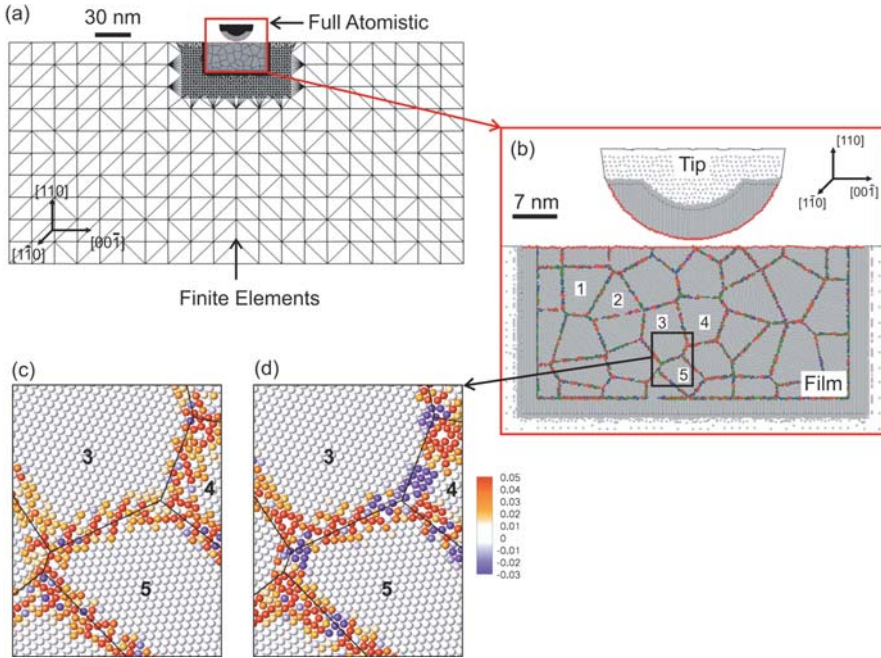 (a)
30 nm
Full Atomistic
[110]
[11̄0]
[001̄]
Finite Elements
(b)
Tip
[110]
[11̄0]
[001̄]
7 nm
1
2
3
4
5
Film
(c)
3
4
5
(d)
3
4
5
0.05
0.04
0.03
0.02
0.01
0
-0.01
-0.02
-0.03